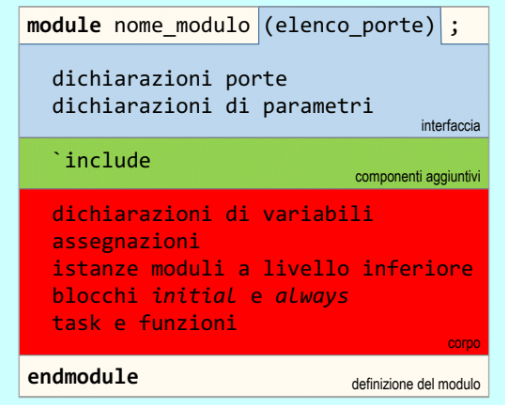 module nome_modulo (elenco_porte) ;
dichiarazioni porte
dichiarazioni di parametri
interfaccia
`include
componenti aggiuntivi
dichiarazioni di variabili
assegnazioni
istanze moduli a livello inferiore
blocchi initial e always
task e funzioni
corpo
endmodule
definizione del modulo